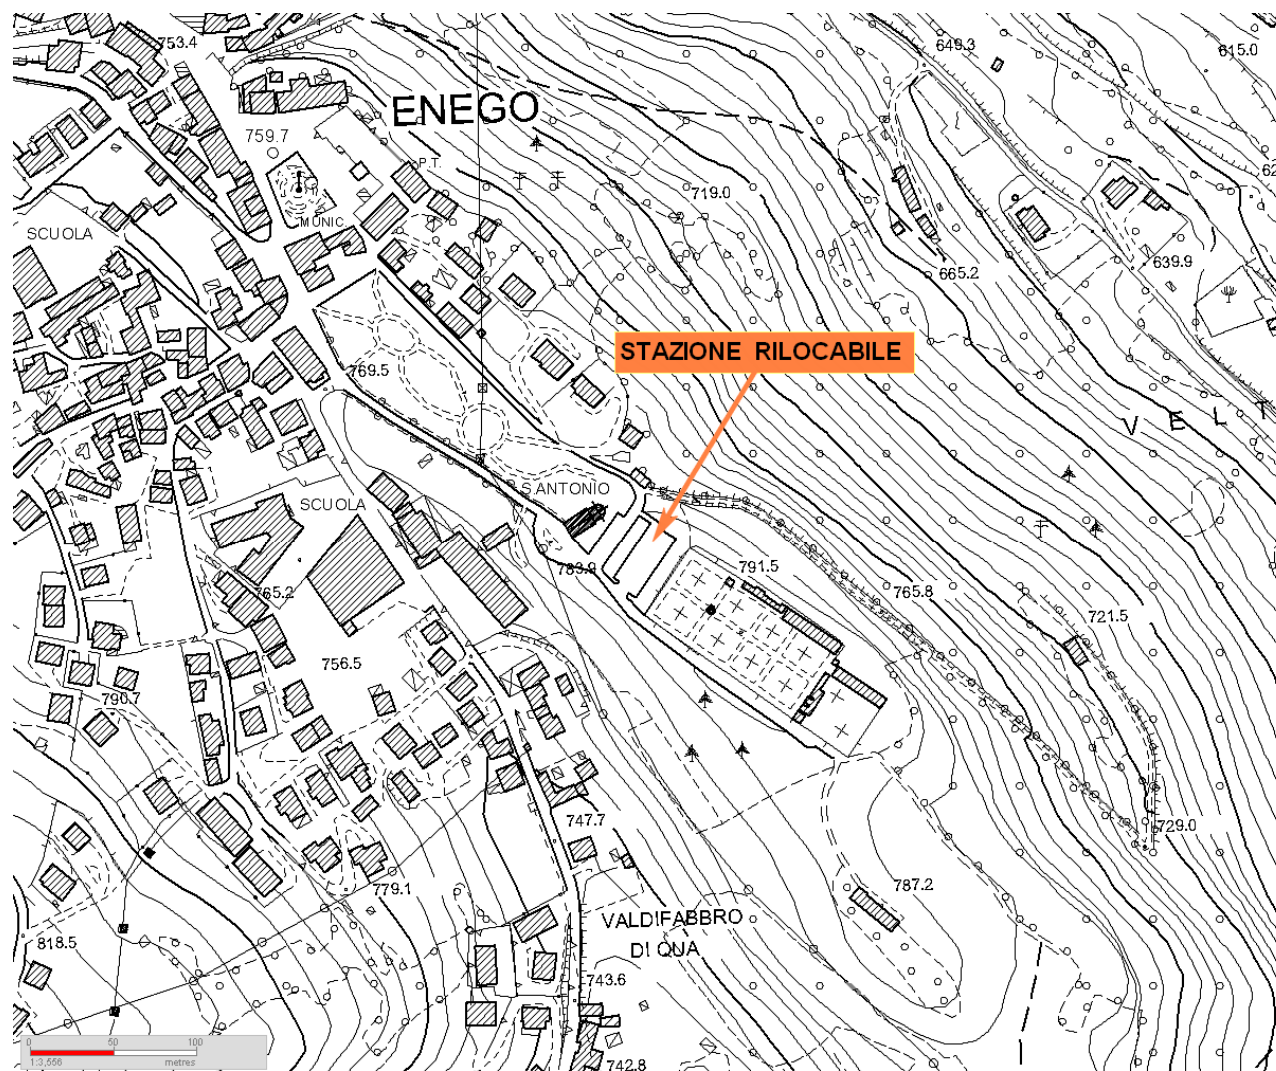 753.4
649.3
615.0
ENEGO
759.7
P.T.
62
719.0
MUNIC
SCUOLA
639.9
665.2
STAZIONE RILOCABILE
769.5
V E L T
S.ANTONIO
SCUOLA
783.9
791.5
765.8
765.2
721.5
756.5
790.7
747.7
729.0
779.1
787.2
VALDIFABBRO
DI QUA
818.5
743.6
0 50 100
1:3,556 metres
742.8